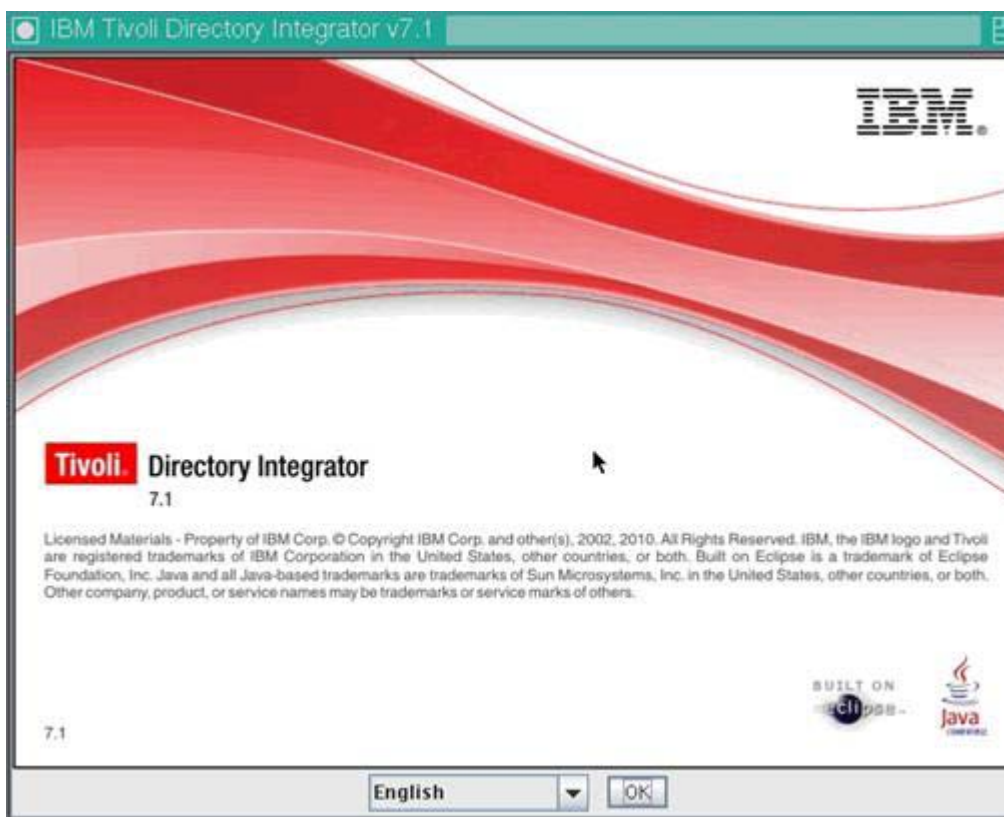 IBM Tivoli Directory Integrator v7.1
IBM®
Tivoli® Directory Integrator
7.1
Licensed Materials - Property of IBM Corp. © Copyright IBM Corp. and other(s), 2002, 2010. All Rights Reserved. IBM, the IBM logo and Tivoli
are registered trademarks of IBM Corporation in the United States, other countries, or both. Built on Eclipse is a trademark of Eclipse
Foundation, Inc. Java and all Java-based trademarks are trademarks of Sun Microsystems, Inc. in the United States, other countries, or both.
Other company, product, or service names may be trademarks or service marks of others.
BUILT ON
eclipse™
Java
7.1
English
OK